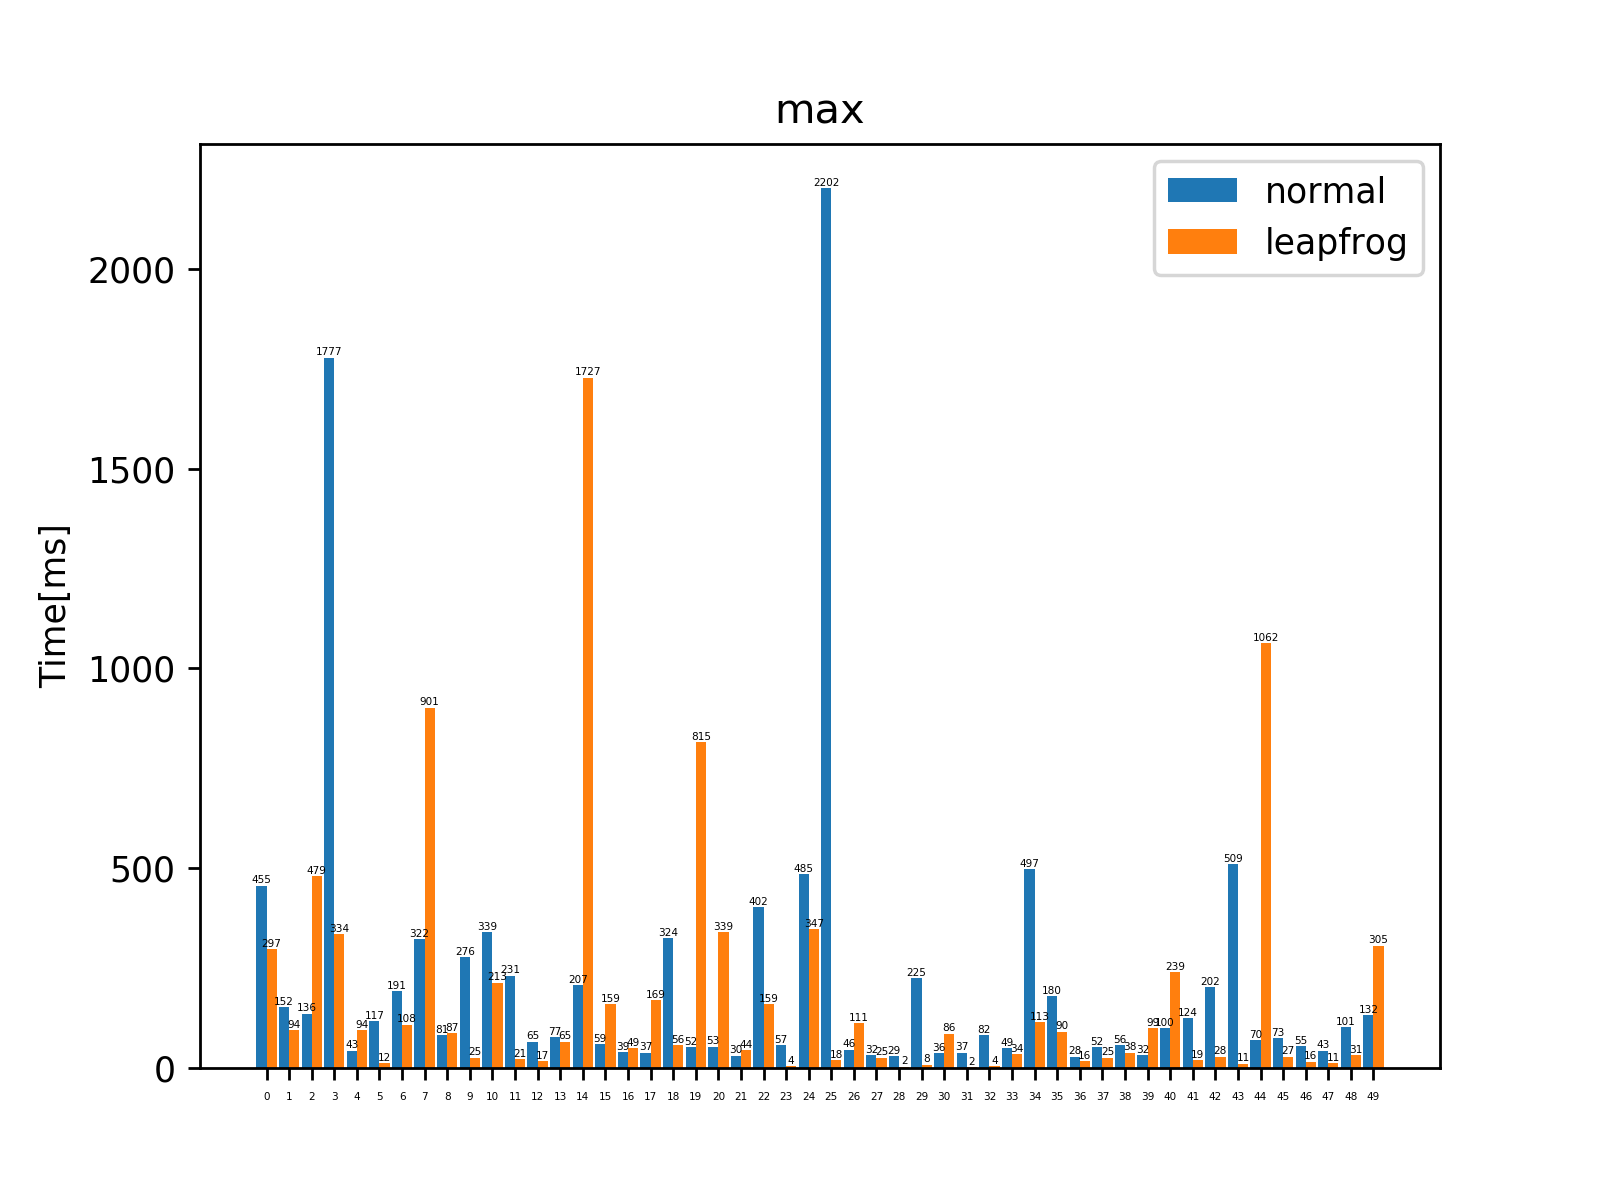 max
normal
leapfrog
Time[ms]
2000
1500
1000
500
0
455 152 136 1777 43 117 191 322 81 276 339 231 65 77 207 59 39 37 324 52 53 30 402 57 485 2202 46 32 29 225 36 37 82 49 497 180 28 52 56 32 100 124 202 509 70 73 55 43 101 132
297 94 479 334 94 12 108 901 87 25 213 21 17 65 1727 159 49 169 56 815 339 44 159 4 347 18 111 25 2 8 86 2 4 34 113 90 16 25 38 99 239 19 28 11 1062 27 16 11 31 305
0 1 2 3 4 5 6 7 8 9 10 11 12 13 14 15 16 17 18 19 20 21 22 23 24 25 26 27 28 29 30 31 32 33 34 35 36 37 38 39 40 41 42 43 44 45 46 47 48 49